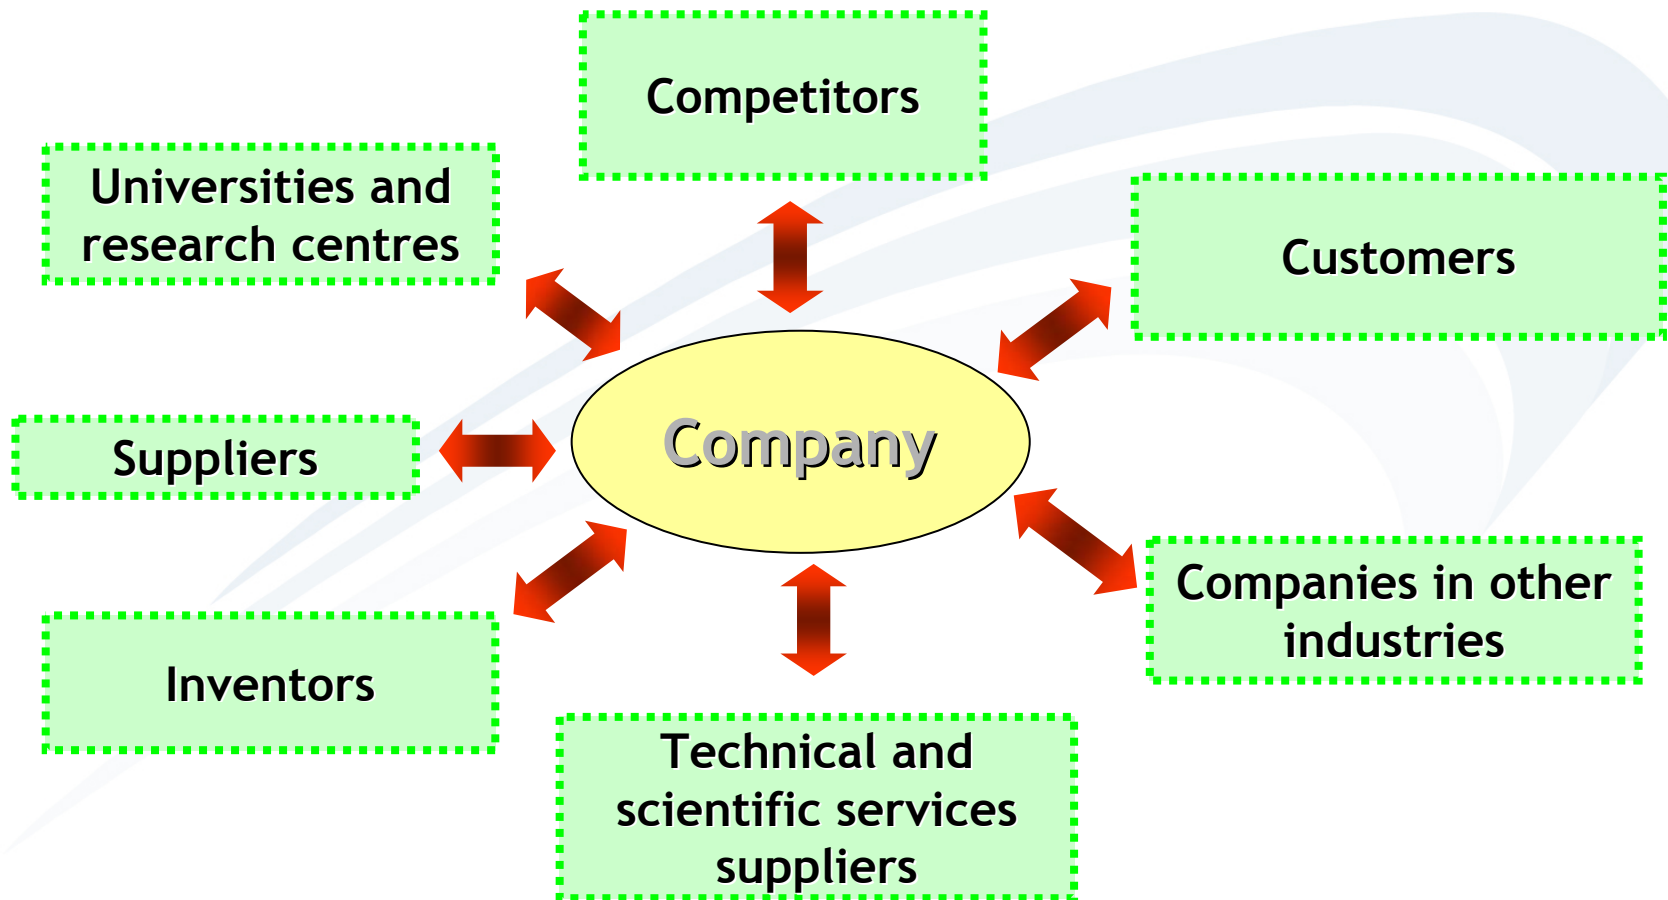 Competitors
Universities and
research centres
Customers
Company
Suppliers
Companies in other
industries
Inventors
Technical and
scientific services
suppliers